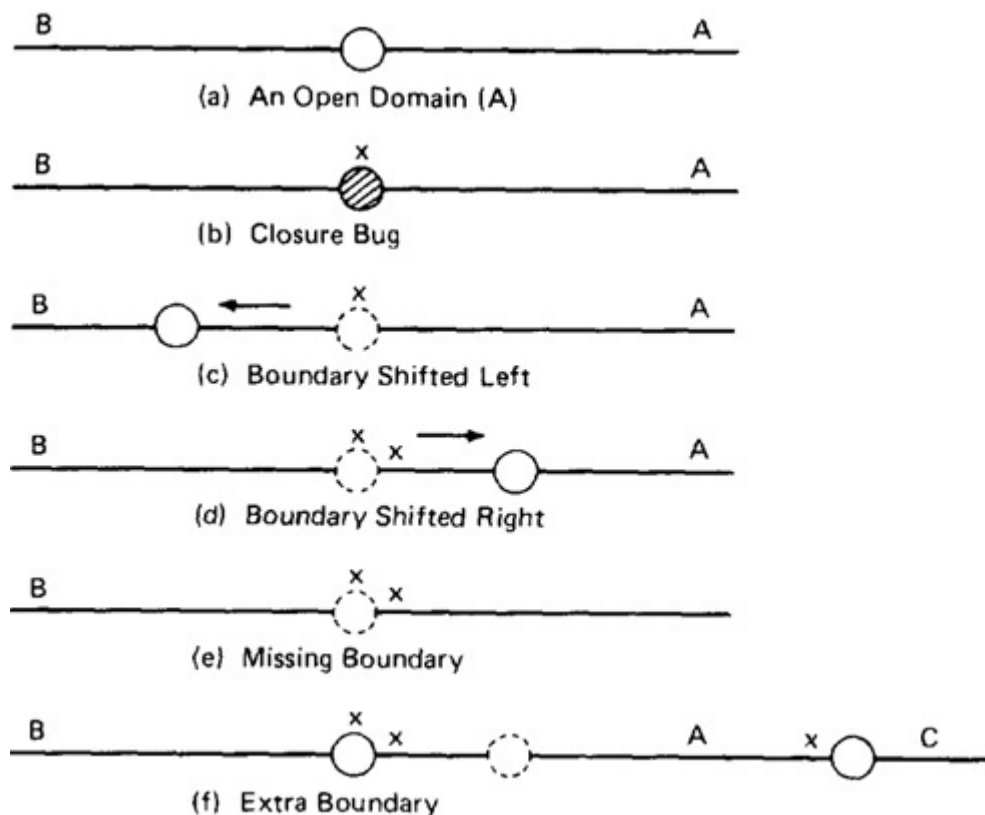 B A
(a) An Open Domain (A)
x
B A
(b) Closure Bug
x
B A
(c) Boundary Shifted Left
x
B x A
(d) Boundary Shifted Right
x
B x
(e) Missing Boundary
x
B x A x C
(f) Extra Boundary